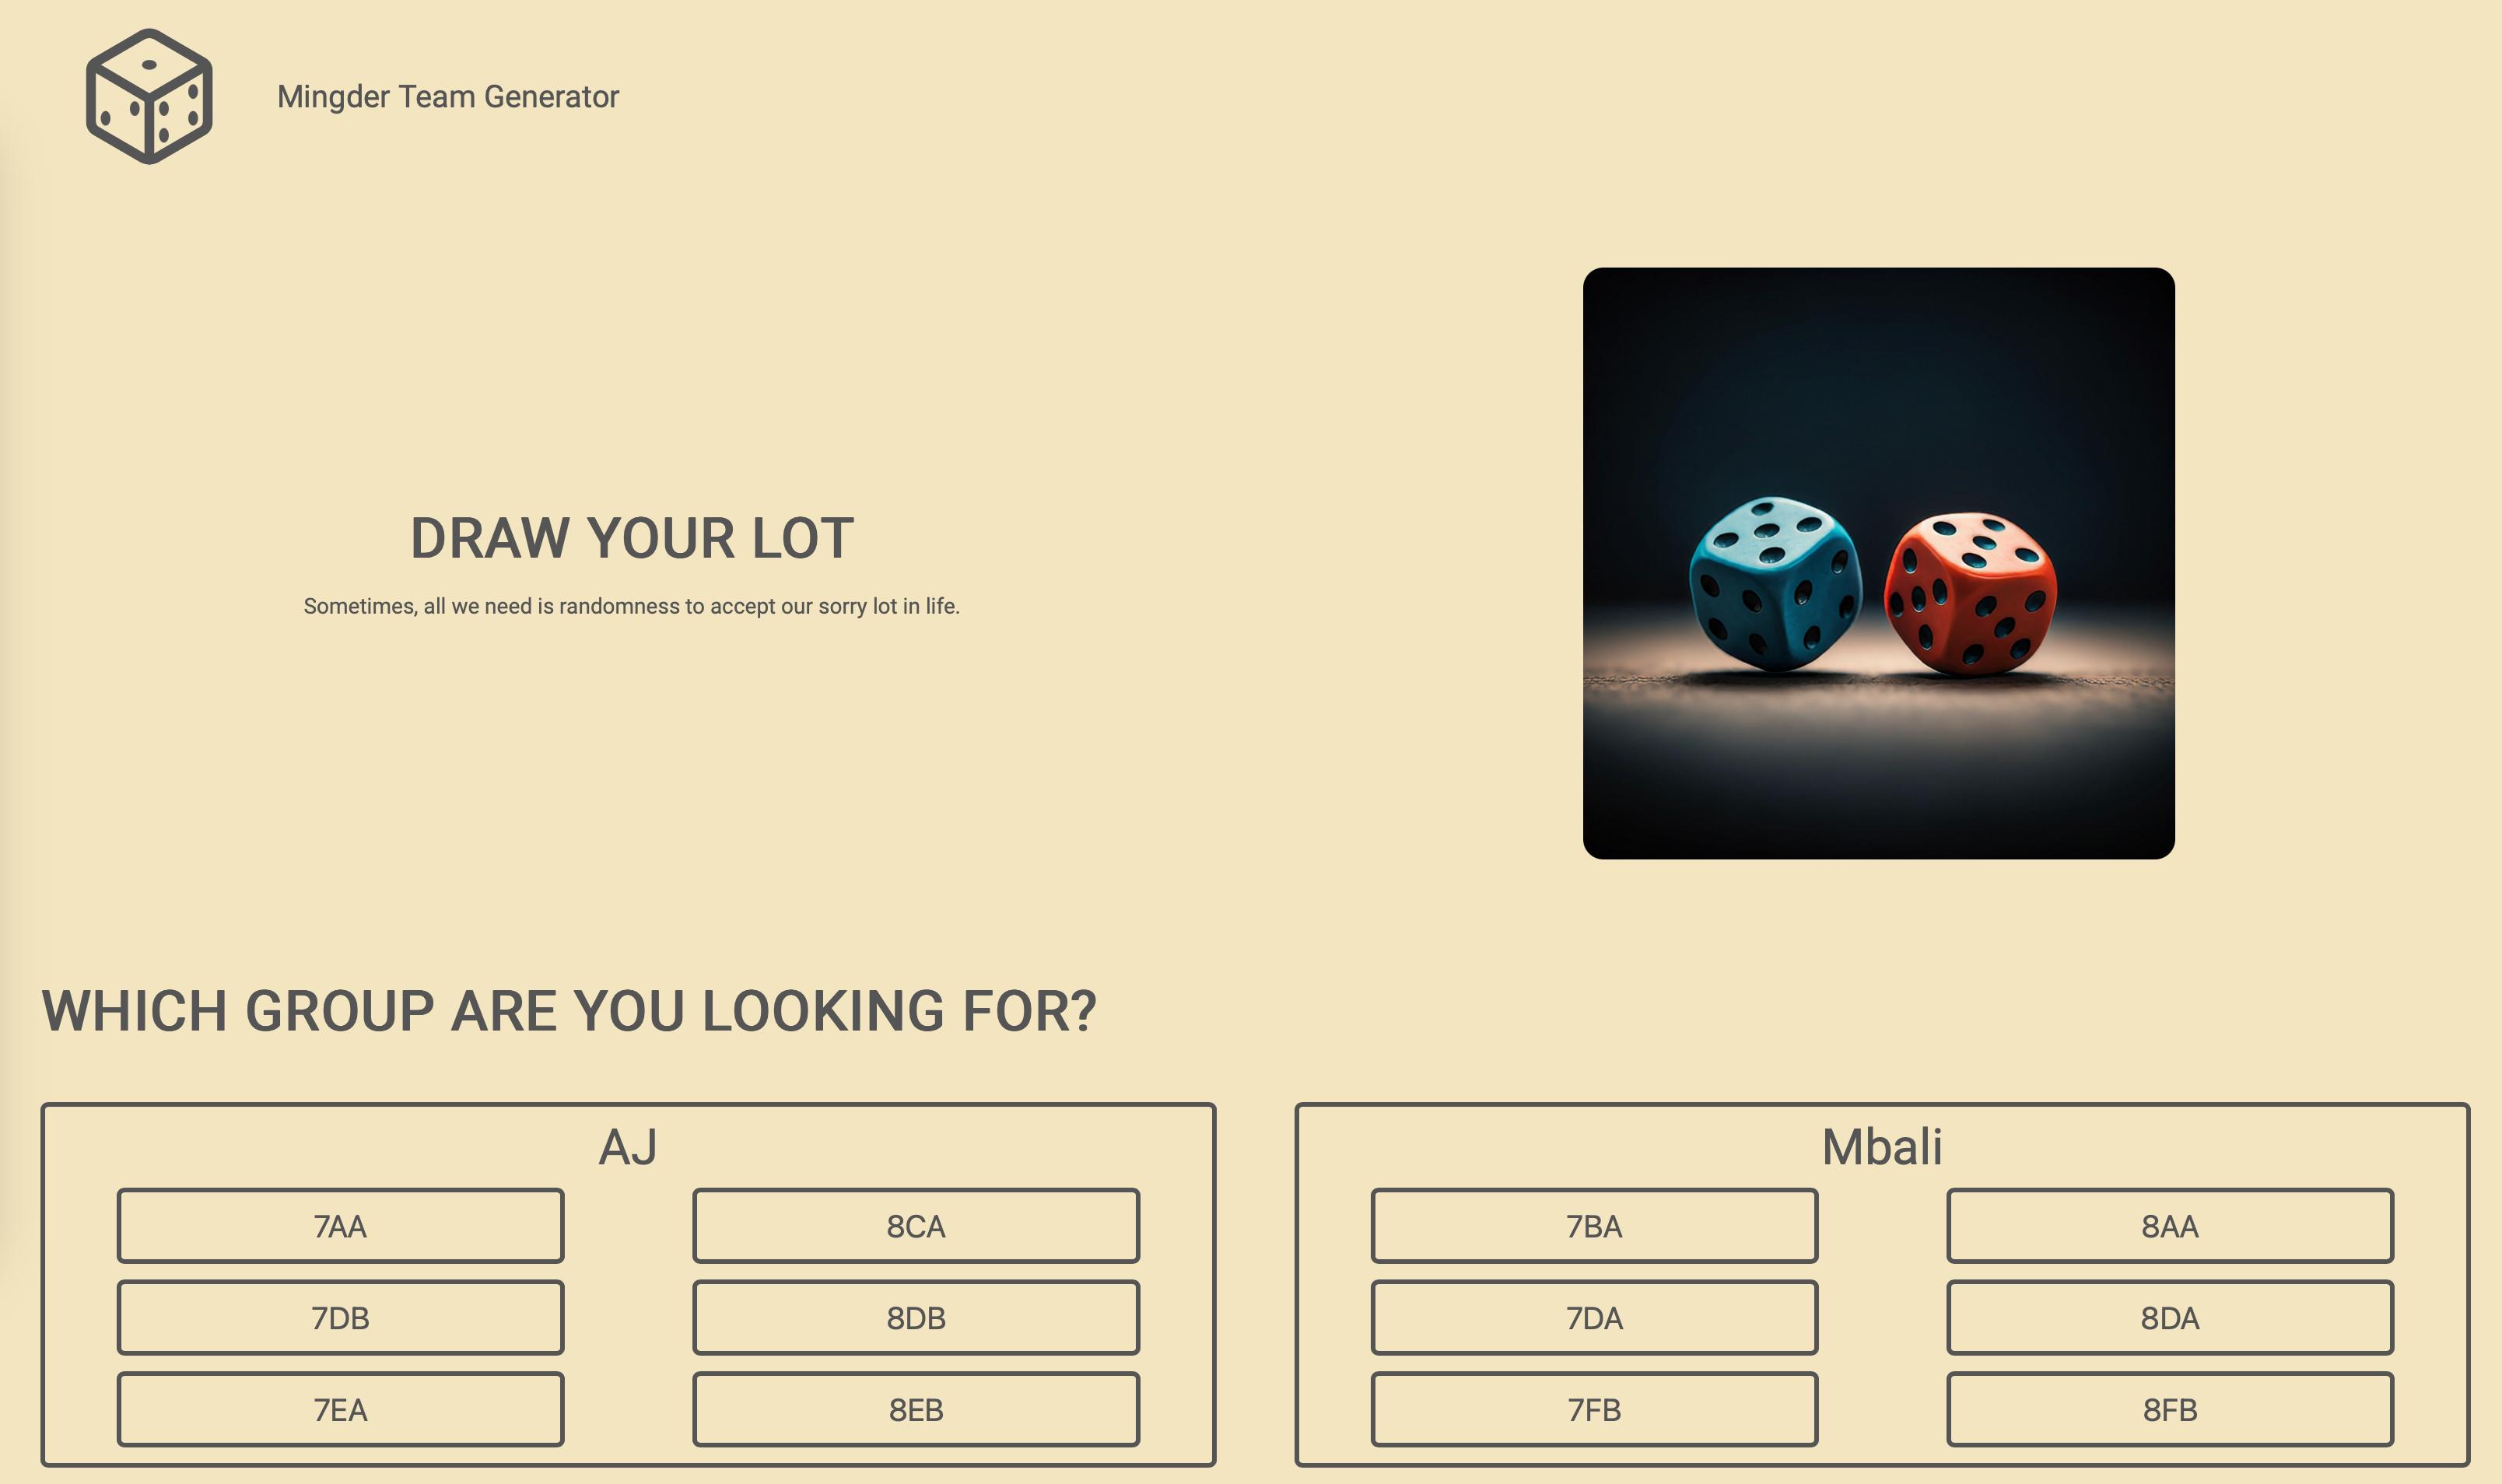 Mingder Team Generator
DRAW YOUR LOT
Sometimes, all we need is randomness to accept our sorry lot in life.
WHICH GROUP ARE YOU LOOKING FOR?
AJ
7AA
8CA
7DB
8DB
7EA
8EB
Mbali
7BA
8AA
7DA
8DA
7FB
8FB